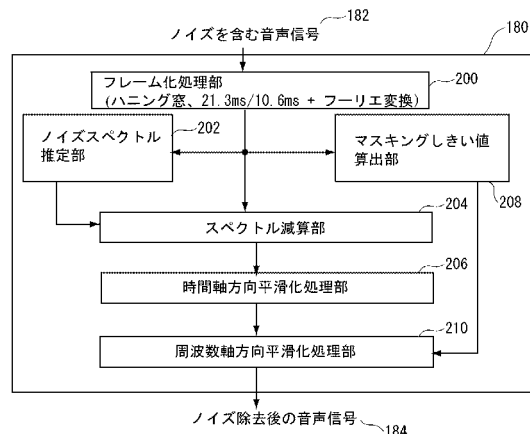 182
ノイズを含む音声信号
180
フレーム化処理部
(ハニング窓、21.3ms/10.6ms + フーリエ変換)
200
ノイズスペクトル
推定部
202
マスキングしきい値
算出部
208
スペクトル減算部
204
時間軸方向平滑化処理部
206
周波数軸方向平滑化処理部
210
ノイズ除去後の音声信号
184